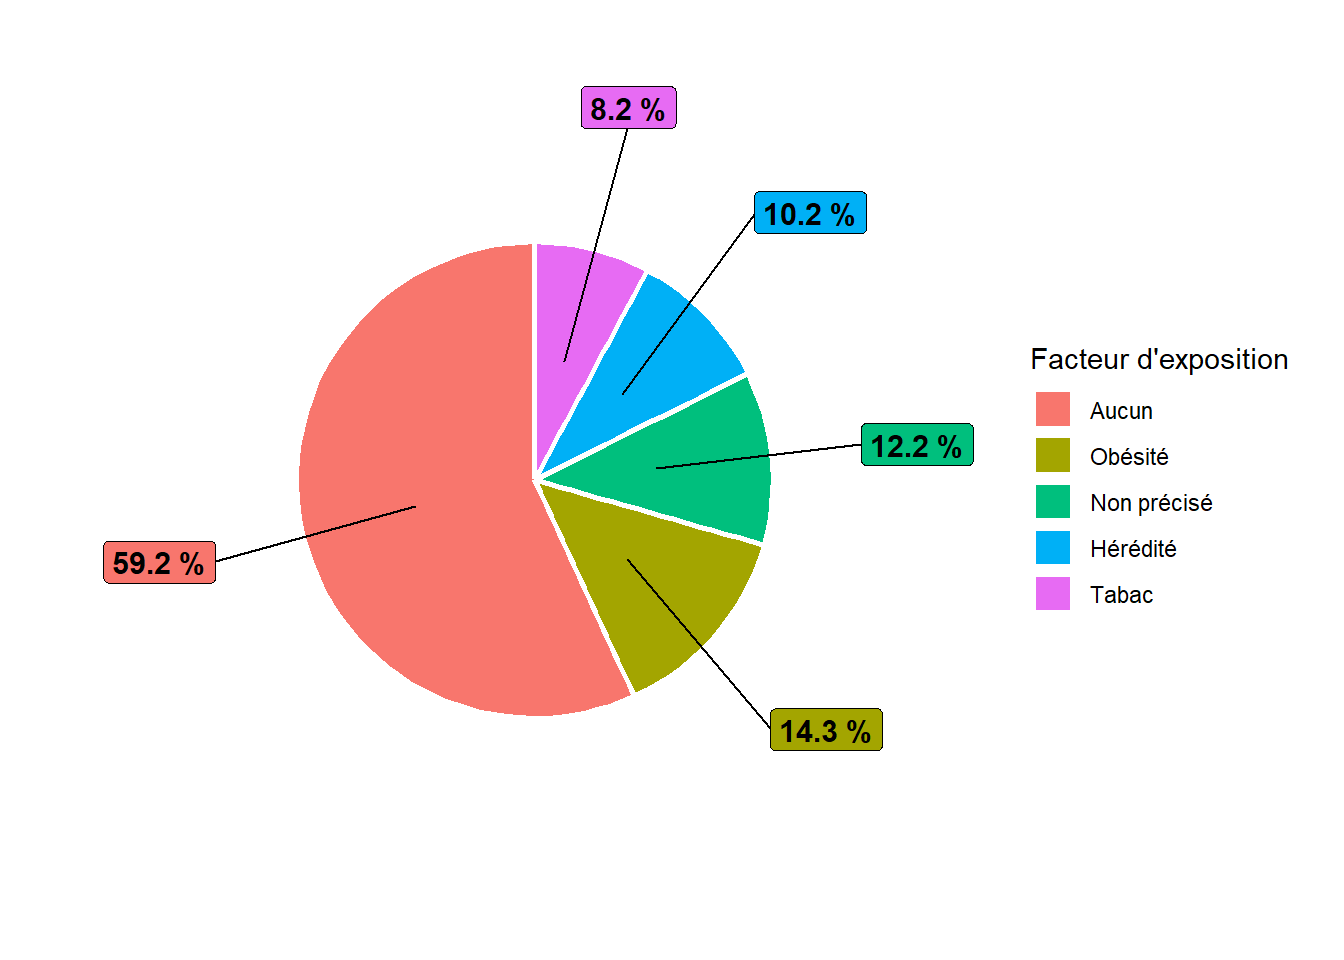 8.2 %
10.2 %
12.2 %
59.2 %
14.3 %
Facteur d'exposition
Aucun
Obésité
Non précisé
Hérédité
Tabac